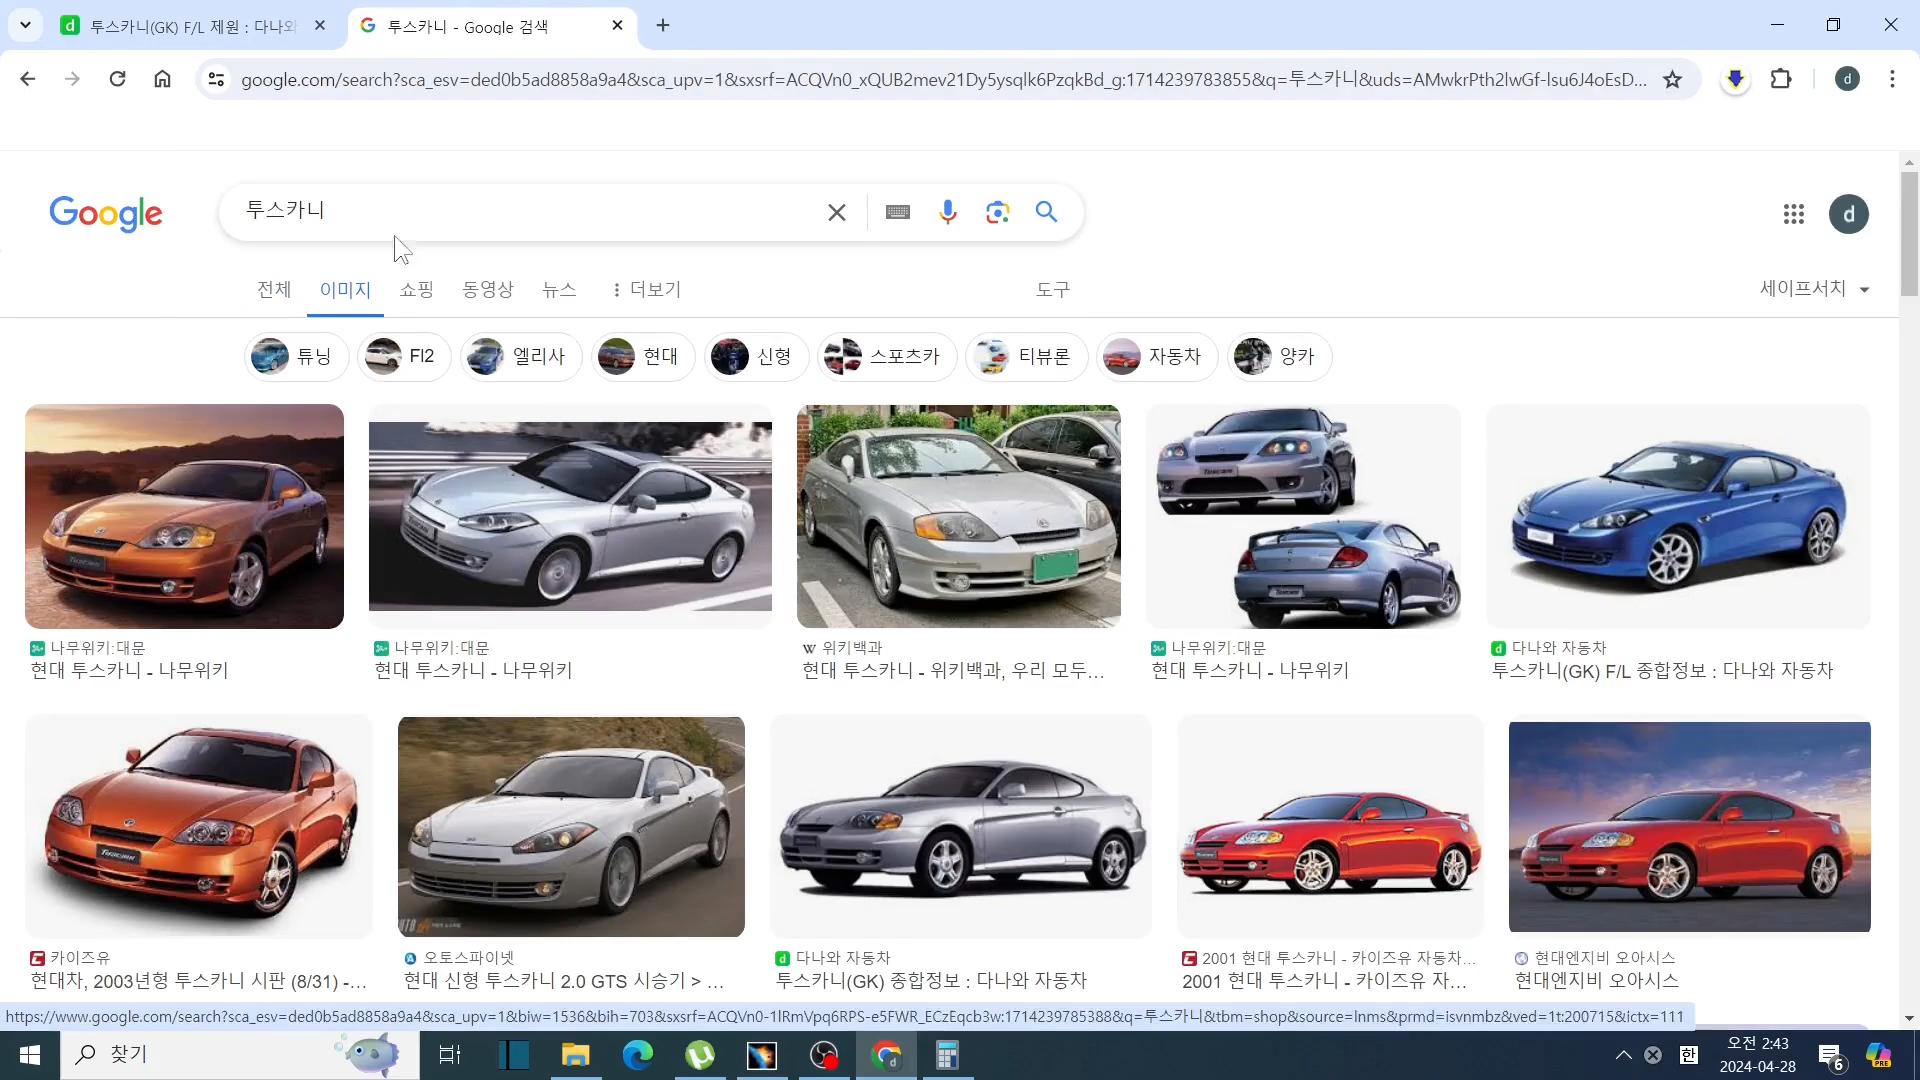 투스카니(GK) F/L 제원 : 다나와
투스카니 - Google 검색
google.com/search?sca_esv=ded0b5ad8858a9a4&sca_upv=1&sxsrf=ACQVn0_xQUB2mev21Dy5ysqlk6PzqkBd_g:1714239783855&q=투스카니&uds=AMwkrPth2lwGf-lsu6J4oEsD...
d
Google
투스카니
d
전체 이미지 쇼핑 동영상 뉴스 더보기 도구 세이프서치
튜닝 Fl2 엘리사 현대 신형 스포츠카 티뷰론 자동차 양카
나무위키:대문
현대 투스카니 - 나무위키
나무위키:대문
현대 투스카니 - 나무위키
위키백과
현대 투스카니 - 위키백과, 우리 모두...
나무위키:대문
현대 투스카니 - 나무위키
다나와 자동차
투스카니(GK) F/L 종합정보 : 다나와 자동차
카이즈유
현대차, 2003년형 투스카니 시판 (8/31) -...
오토스파이넷
현대 신형 투스카니 2.0 GTS 시승기 > ...
다나와 자동차
투스카니(GK) 종합정보 : 다나와 자동차
2001 현대 투스카니 - 카이즈유 자동차...
2001 현대 투스카니 - 카이즈유 자...
현대엔지비 오아시스
현대엔지비 오아시스
https://www.google.com/search?sca_esv=ded0b5ad8858a9a4&sca_upv=1&biw=1536&bih=703&sxsrf=ACQVn0-1lRmVpq6RPS-e5FWR_ECzEqcb3w:1714239785388&q=투스카니&tbm=shop&source=lnms&prmd=isvnmbz&ved=1t:200715&ictx=111
찾기
한
오전 2:43
2024-04-28
6
PRE